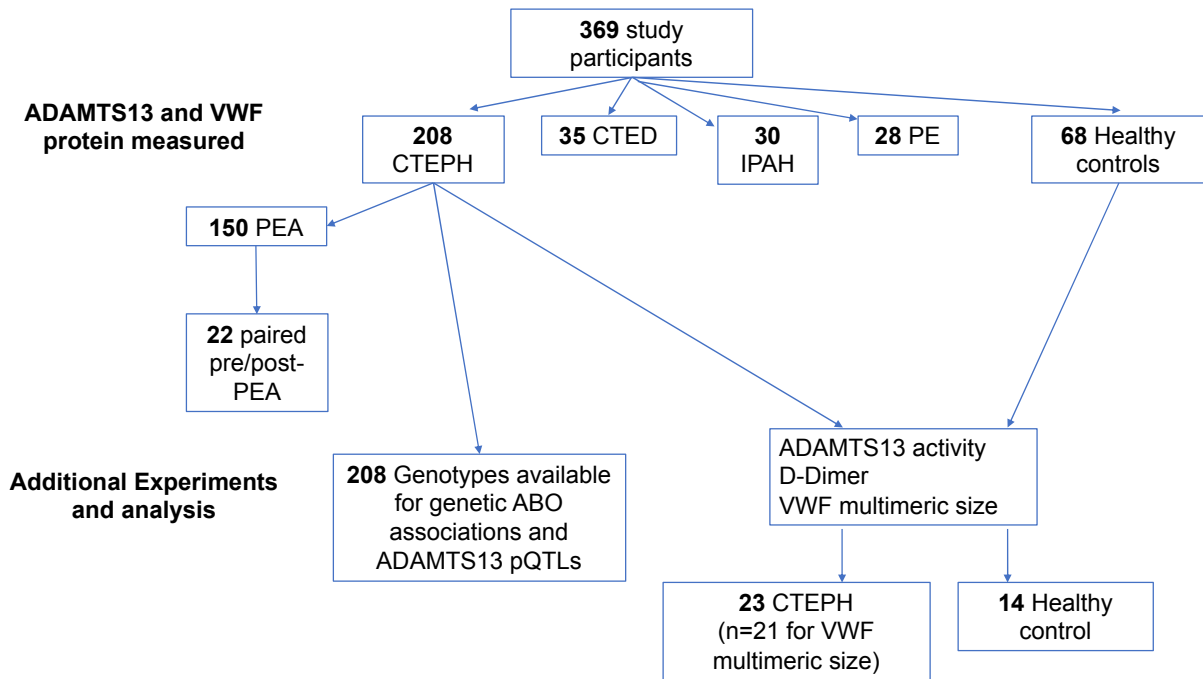 369 study
participants
ADAMTS13 and VWF
protein measured
208
CTEPH
35 CTED
30
IPAH
28 PE
68 Healthy
controls
150 PEA
22 paired
pre/post-
PEA
Additional Experiments
and analysis
208 Genotypes available
for genetic ABO
associations and
ADAMTS13 pQTLs
ADAMTS13 activity
D-Dimer
VWF multimeric size
23 CTEPH
(n=21 for VWF
multimeric size)
14 Healthy
control